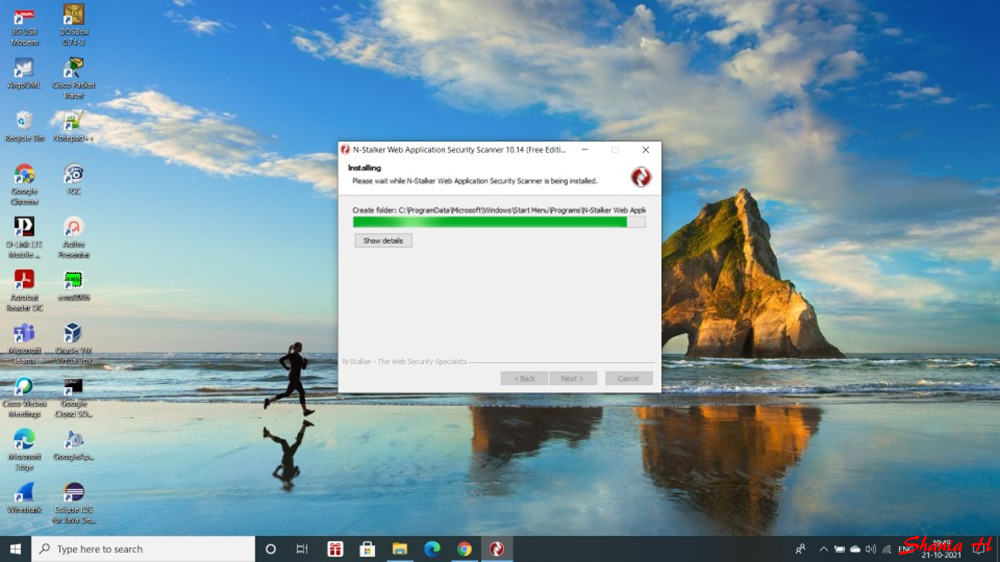 3G USB
Modem
DOSBox
0.74-3
ArgoUML
Cisco Packet
Tracer
Recycle Bin
Notepad++
Google
Chrome
D-Link LTE
Mobile ...
Active
Presenter
Acrobat
Reader DC
emu8086
Microsoft
Teams
Oracle VM
VirtualBox
Cisco Webex
Meetings
Google
Cloud SD...
Microsoft
Edge
GoogleAp...
Wireshark
Eclipse IDE
for Java De...
N-Stalker Web Application Security Scanner 10.14 (Free Editi...
Installing
Please wait while N-Stalker Web Application Security Scanner is being installed.
Create folder: C:\ProgramData\Microsoft\Windows\Start Menu\Programs\N-Stalker Web Appli
Show details
N-Stalker - The Web Security Specialists
< Back
Next >
Cancel
Type here to search
ENG
21-10-2021
Shania H